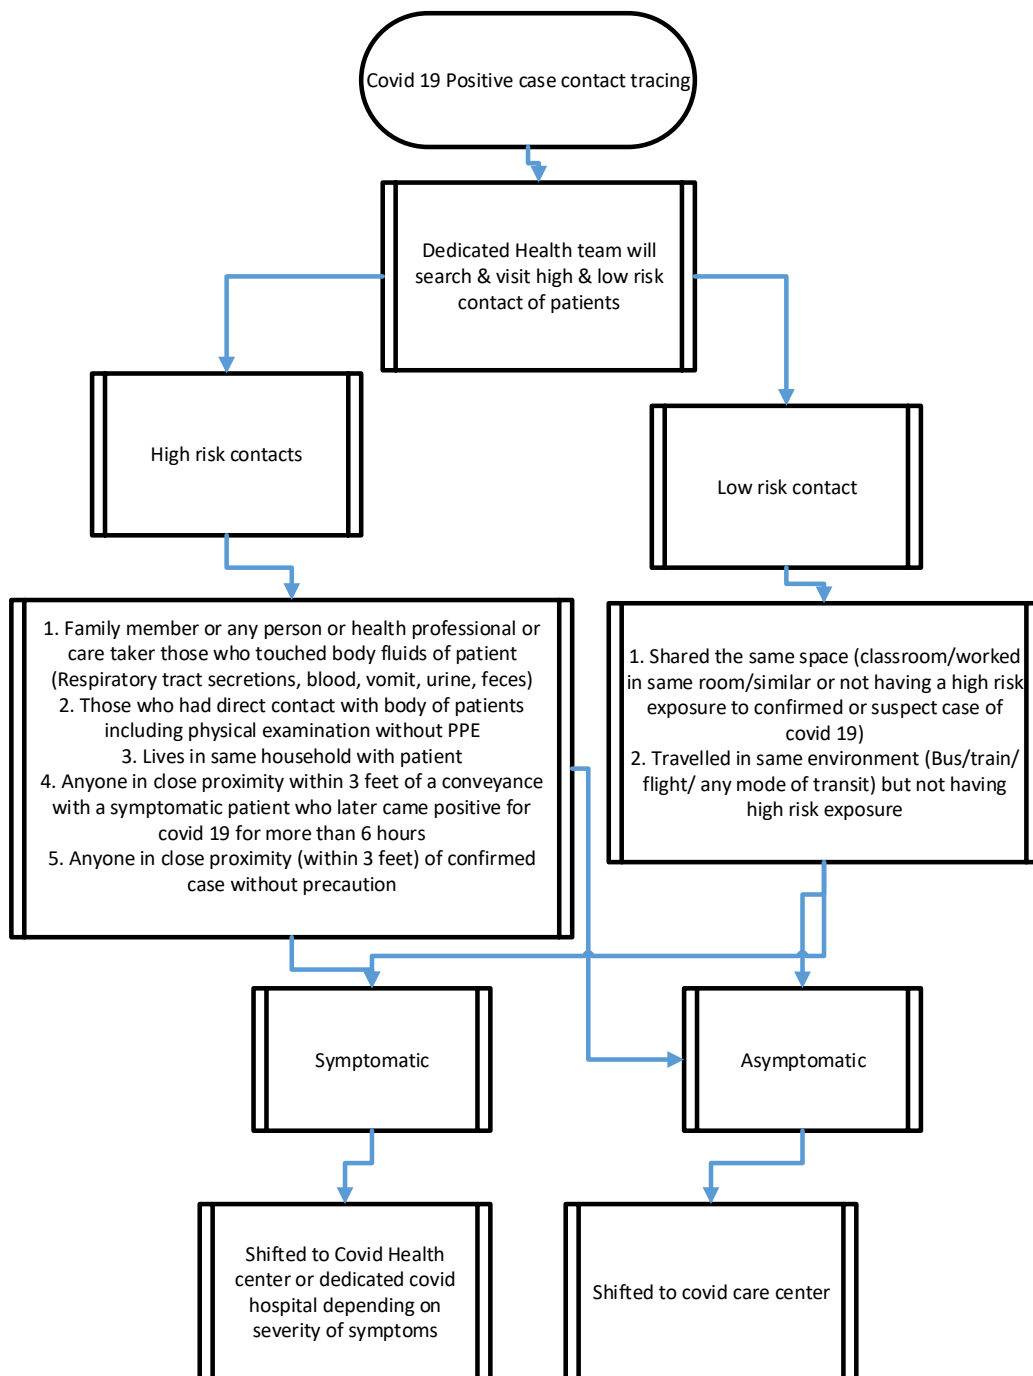 Covid 19 Positive case contact tracing
Dedicated Health team will
search & visit high & low risk
contact of patients
High risk contacts
Low risk contact
1. Family member or any person or health professional or
care taker those who touched body fluids of patient
(Respiratory tract secretions, blood, vomit, urine, feces)
2. Those who had direct contact with body of patients
including physical examination without PPE
3. Lives in same household with patient
4. Anyone in close proximity within 3 feet of a conveyance
with a symptomatic patient who later came positive for
covid 19 for more than 6 hours
5. Anyone in close proximity (within 3 feet) of confirmed
case without precaution
1. Shared the same space (classroom/worked
in same room/similar or not having a high risk
exposure to confirmed or suspect case of
covid 19)
2. Travelled in same environment (Bus/train/
flight/ any mode of transit) but not having
high risk exposure
Symptomatic
Asymptomatic
Shifted to Covid Health
center or dedicated covid
hospital depending on
severity of symptoms
Shifted to covid care center